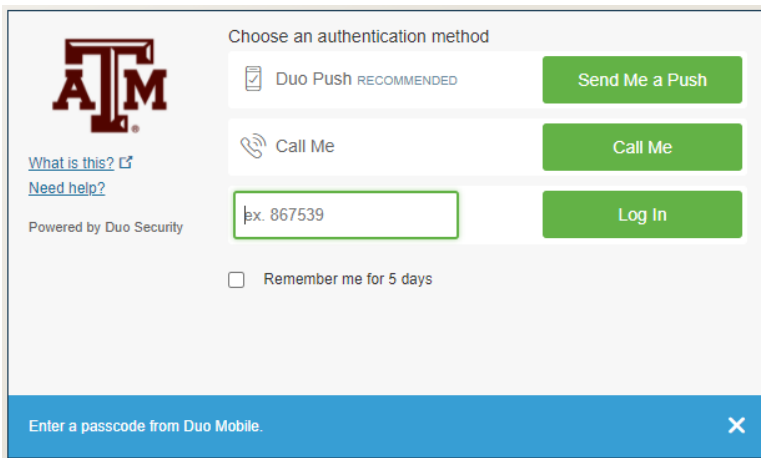 Choose an authentication method
ATM®
Duo Push RECOMMENDED
Send Me a Push
Call Me
Call Me
What is this?
Need help?
ex. 867539
Log In
Powered by Duo Security
Remember me for 5 days
Enter a passcode from Duo Mobile.